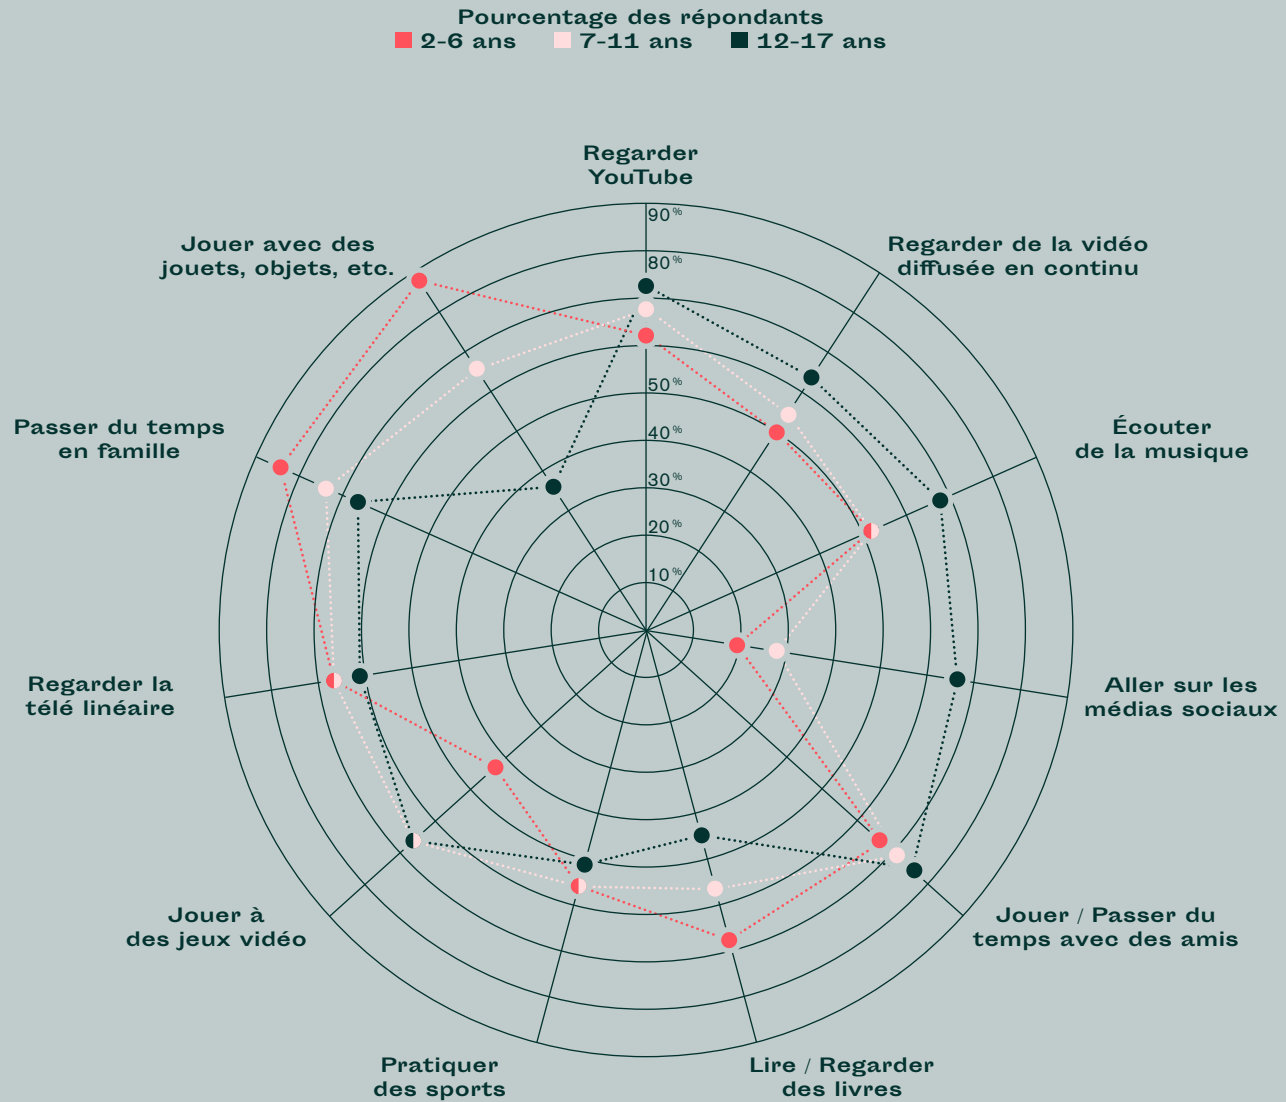 Pourcentage des répondants
2-6 ans 7-11 ans 12-17 ans
Regarder
YouTube
90%
80%
50%
40%
30%
20%
10%
Regarder de la vidéo
diffusée en continu
Écouter
de la musique
Aller sur les
médias sociaux
Jouer / Passer du
temps avec des amis
Lire / Regarder
des livres
Pratiquer
des sports
Jouer à
des jeux vidéo
Regarder la
télé linéaire
Passer du temps
en famille
Jouer avec des
jouets, objets, etc.